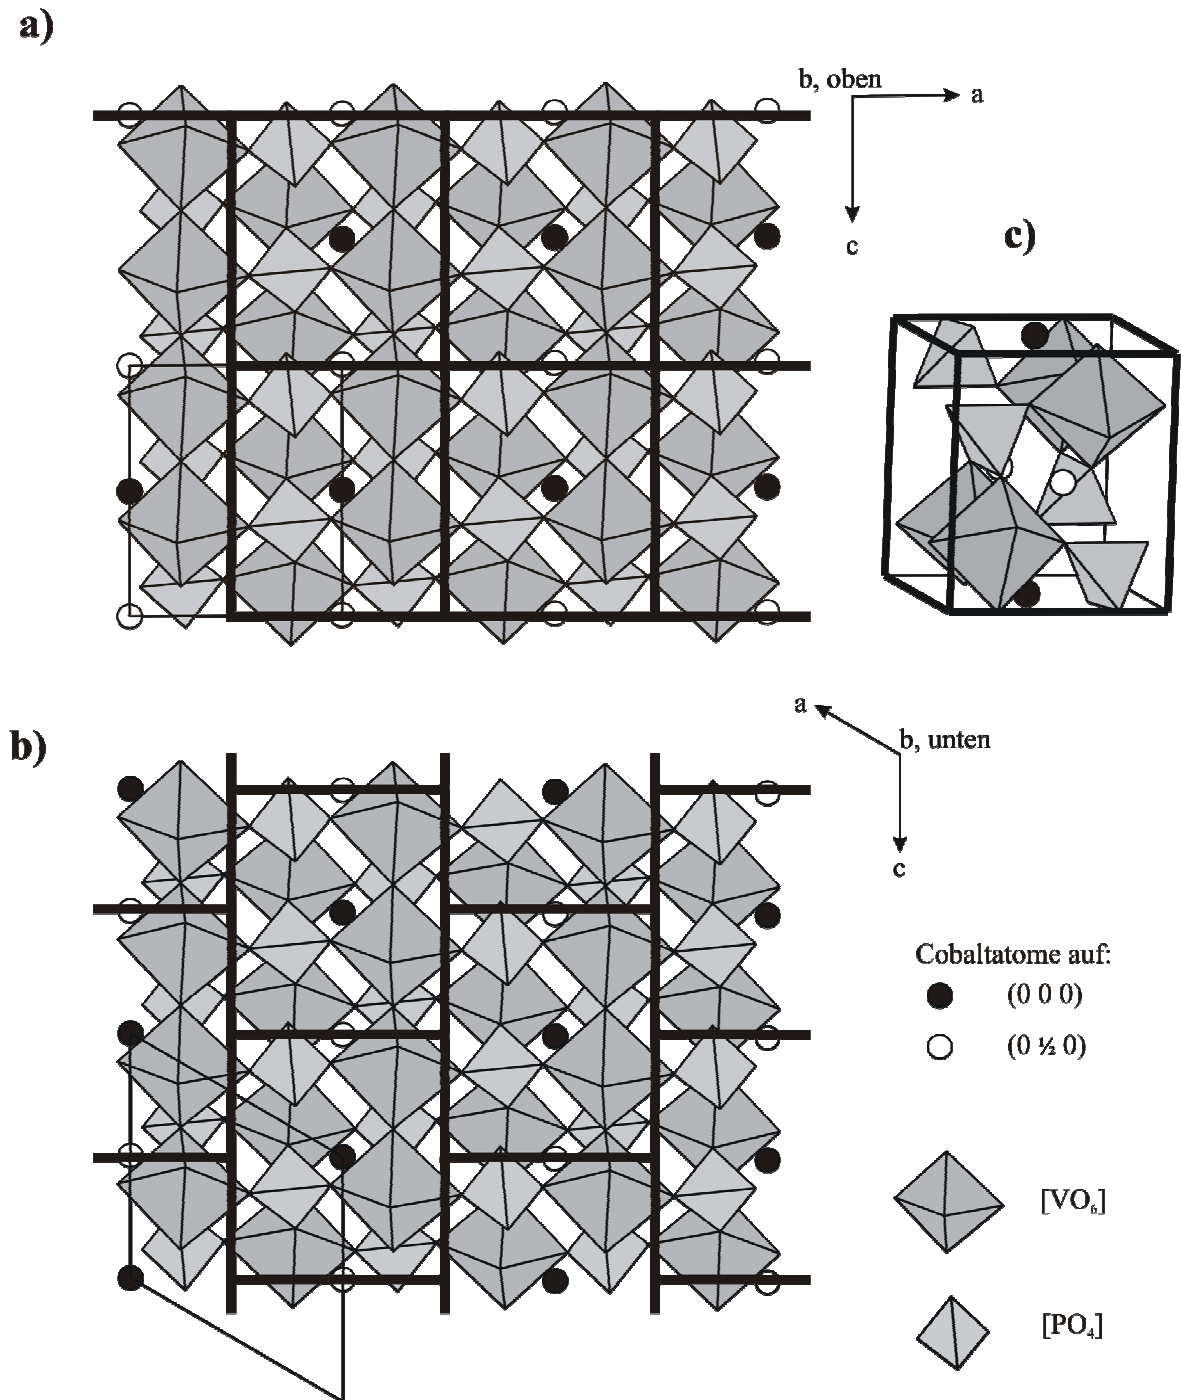 a)
b, oben
a
c
c)
b)
a
b, unten
c
Cobaltatome auf:
(0 0 0)
(0 ½ 0)
[VO₆]
[PO₄]